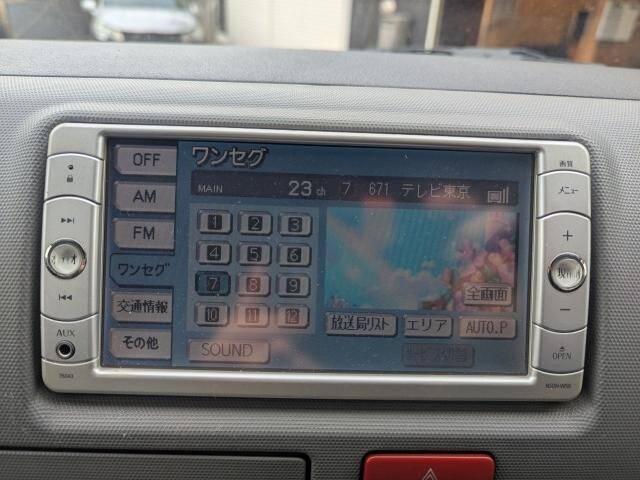 OFF
AM
FM
ワンセグ
交通情報
その他
ワンセグ
MAIN 23 ch 7 671 テレビ東京
1 2 3
4 5 6
7 8 9
10 11 12
全画面
放送局リスト エリア AUTO.P
SOUND
AUX
画質
メニュー
+
現
−
OPEN